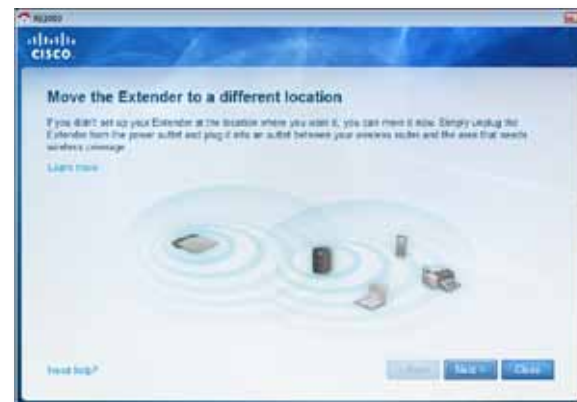 RE2000
CISCO
Move the Extender to a different location
If you didn't set up your Extender at the location where you want it, you can move it now. Simply unplug the
Extender from the power outlet and plug it into an outlet between your wireless router and the area that needs
wireless coverage.
Learn more
Need help?
Next >
Close